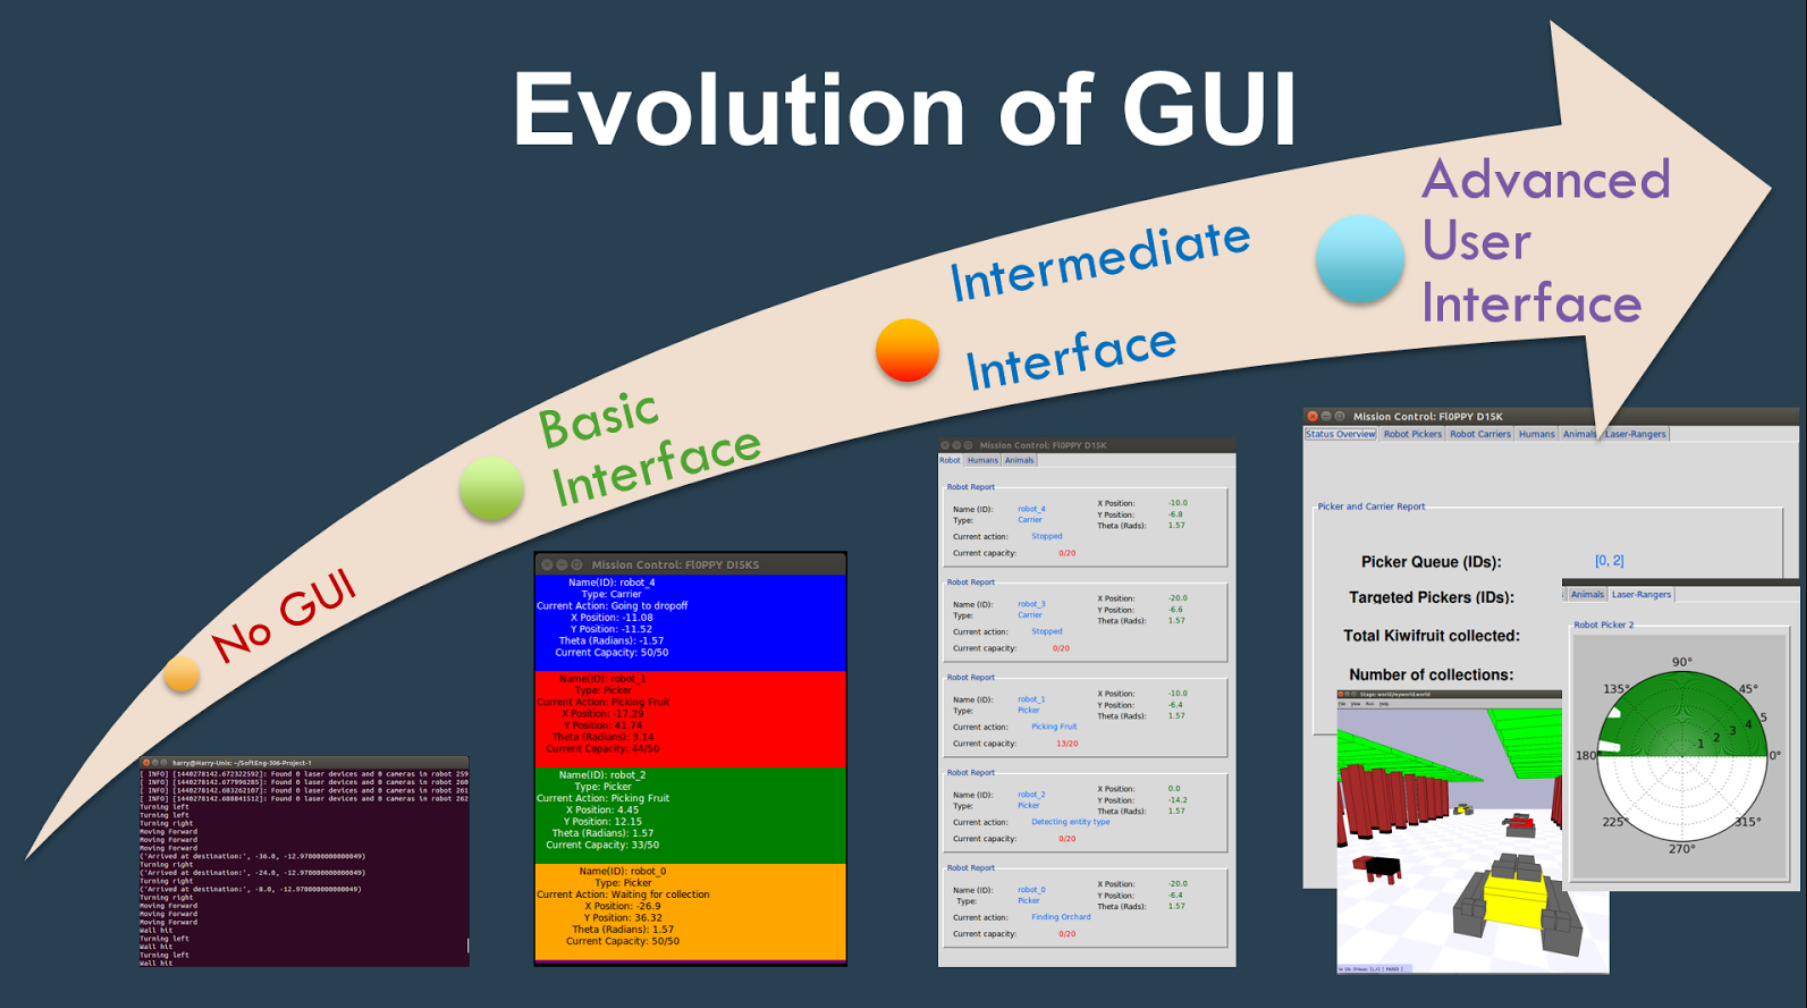 Evolution of GUI
No GUI
Basic
Interface
Intermediate
Interface
Advanced
User
Interface
harry@Harry-Unix: ~/SoftEng-306-Project-1
[ INFO] [1440278142.672322592]: Found 0 laser devices and 0 cameras in robot 259
[ INFO] [1440278142.677996285]: Found 0 laser devices and 0 cameras in robot 260
[ INFO] [1440278142.683262107]: Found 0 laser devices and 0 cameras in robot 261
[ INFO] [1440278142.688841512]: Found 0 laser devices and 0 cameras in robot 262
Turning left
Turning left
Turning right
Moving Forward
Moving Forward
Moving Forward
('Arrived at destination:', -36.0, -12.970000000000049)
Turning right
('Arrived at destination:', -24.0, -12.970000000000049)
Turning right
('Arrived at destination:', -8.0, -12.970000000000049)
Turning right
Moving Forward
Moving Forward
Moving Forward
Wall hit
Turning left
Wall hit
Turning left
Wall hit
Mission Control: Fl0PPY DI5KS
Name(ID): robot_4
Type: Carrier
Current Action: Going to dropoff
X Position: -11.08
Y Position: -11.52
Theta (Radians): -1.57
Current Capacity: 50/50
Name(ID): robot_1
Type: Picker
Current Action: Picking Fruit
X Position: -17.29
Y Position: 41.74
Theta (Radians): 3.14
Current Capacity: 44/50
Name(ID): robot_2
Type: Picker
Current Action: Picking Fruit
X Position: 4.45
Y Position: 12.15
Theta (Radians): 1.57
Current Capacity: 33/50
Name(ID): robot_0
Type: Picker
Current Action: Waiting for collection
X Position: -26.9
Y Position: 36.32
Theta (Radians): 1.57
Current Capacity: 50/50
Mission Control: Fl0PPY D15K
Robot Humans Animals
Robot Report
Name (ID): robot_4 X Position: -10.0
Type: Carrier Y Position: -6.8
Theta (Rads): 1.57
Current action: Stopped
Current capacity: 0/20
Robot Report
Name (ID): robot_3 X Position: -20.0
Type: Carrier Y Position: -6.6
Theta (Rads): 1.57
Current action: Stopped
Current capacity: 0/20
Robot Report
Name (ID): robot_1 X Position: -10.0
Type: Picker Y Position: -6.4
Theta (Rads): 1.57
Current action: Picking Fruit
Current capacity: 13/20
Robot Report
Name (ID): robot_2 X Position: 0.0
Type: Picker Y Position: -14.2
Theta (Rads): 1.57
Current action: Detecting entity type
Current capacity: 0/20
Robot Report
Name (ID): robot_0 X Position: -20.0
Type: Picker Y Position: -6.4
Theta (Rads): 1.57
Current action: Finding Orchard
Current capacity: 0/20
Mission Control: Fl0PPY D15K
Status Overview Robot Pickers Robot Carriers Humans Animals Laser-Rangers
Picker and Carrier Report
Picker Queue (IDs): [0, 2]
Targeted Pickers (IDs):
Total Kiwifruit collected:
Number of collections:
Stage: world/myworld.world
File View Run Help
Animals Laser-Rangers
Robot Picker 2
90°
135° 45°
1 2 3 4 5
180 0°
225° 315°
270°